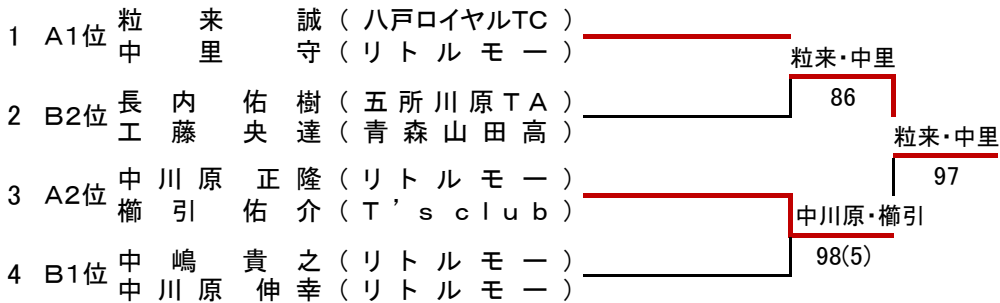 粒来 誠 ( 八戸ロイヤルTC )
1 A1位
中里 守 ( リトルモー )
粒来・中里
86
長内 佑樹 ( 五所川原TA )
2 B2位
工藤 央達 ( 青森山田高 )
粒来・中里
97
中川原 正隆 ( リトルモー )
3 A2位
櫛引 佑介 ( T's club )
中川原・櫛引
98(5)
中嶋 貴之 ( リトルモー )
4 B1位
中川原 伸幸 ( リトルモー )